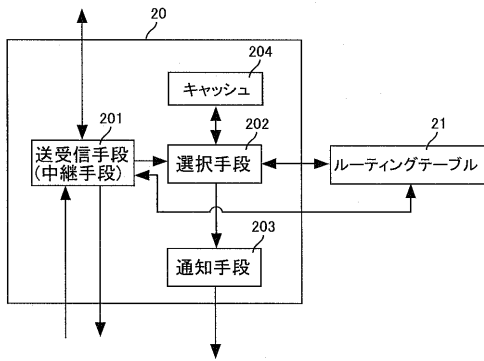 20
204
キャッシュ
201
送受信手段
(中継手段)
202
選択手段
21
ルーティングテーブル
203
通知手段